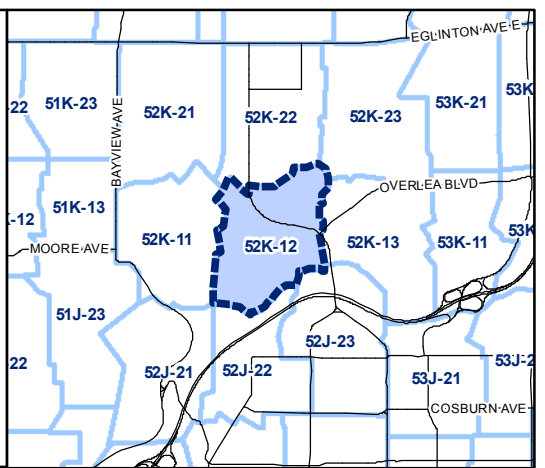 EGLINTON AVE E
22
51K-23
BAYVIEW AVE
52K-21
52K-22
52K-23
53K-21
53K
51K-13
OVERLEA BLVD
K-12
52K-11
52K-12
52K-13
53K-11
53K
MOORE AVE
51J-23
52J-23
22
52J-21
52J-22
53J-21
53J-2
COSBURN AVE